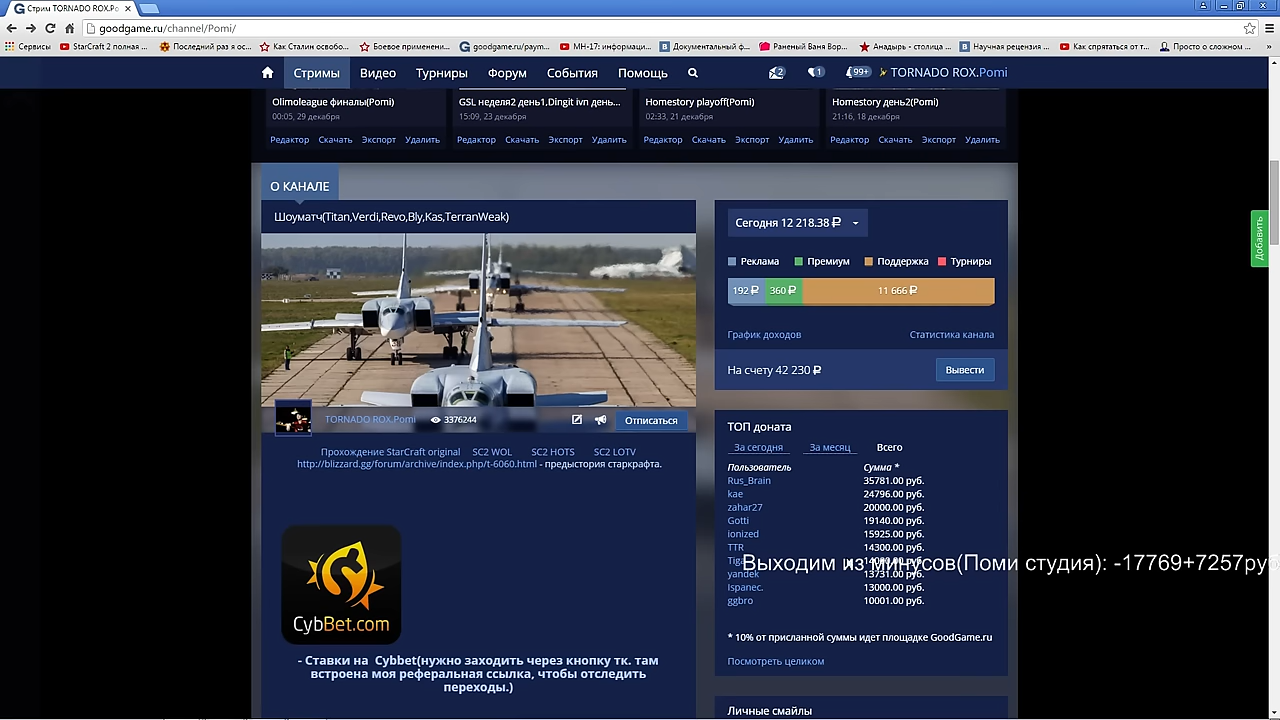 Стрим TORNADO ROX.Po
goodgame.ru/channel/Pomi/
Сервисы
StarCraft 2 полная ...
Последний раз я ос...
Как Сталин освобо...
Боевое применени...
goodgame.ru/paym...
МН-17: информаци...
Документальный ф...
Раненый Ваня Вор...
Анадырь - столица ...
Научная рецензия ...
Как спрятаться от т...
Просто о сложном ...
Стримы Видео Турниры Форум События Помощь 2 1 99+ TORNADO ROX.Pomi
Olimoleague финалы(Pomi) GSL неделя2 день1,Dingit ivn день... Homestory playoff(Pomi) Homestory день2(Pomi)
00:05, 29 декабря 15:09, 23 декабря 02:33, 21 декабря 21:16, 18 декабря
Редактор Скачать Экспорт Удалить Редактор Скачать Экспорт Удалить Редактор Скачать Экспорт Удалить Редактор Скачать Экспорт Удалить
О КАНАЛЕ
Шоуматч(Titan,Verdi,Revo,Bly,Kas,TerranWeak)
TORNADO ROX.Pomi 3376244 Отписаться
Прохождение StarCraft original SC2 WOL SC2 HOTS SC2 LOTV
http://blizzard.gg/forum/archive/index.php/t-6060.html - предыстория старкрафта.
CybBet.com
- Ставки на Cybbet(нужно заходить через кнопку тк. там
встроена моя реферальная ссылка, чтобы отследить
переходы.)
Сегодня 12 218.38 ₽
Реклама Премиум Поддержка Турниры
192 ₽ 360 ₽ 11 666 ₽
График доходов Статистика канала
На счету 42 230 ₽ Вывести
ТОП доната
За сегодня За месяц Всего
Пользователь Сумма *
Rus_Brain 35781.00 руб.
kae 24796.00 руб.
zahar27 20000.00 руб.
Gotti 19140.00 руб.
ionized 15925.00 руб.
TTR 14300.00 руб.
Выходим из минусов(Поми студия): -17769+7257руб
yandek 13731.00 руб.
Ispanec. 13000.00 руб.
ggbro 10001.00 руб.
* 10% от присланной суммы идет площадке GoodGame.ru
Посмотреть целиком
Личные смайлы
Добавить